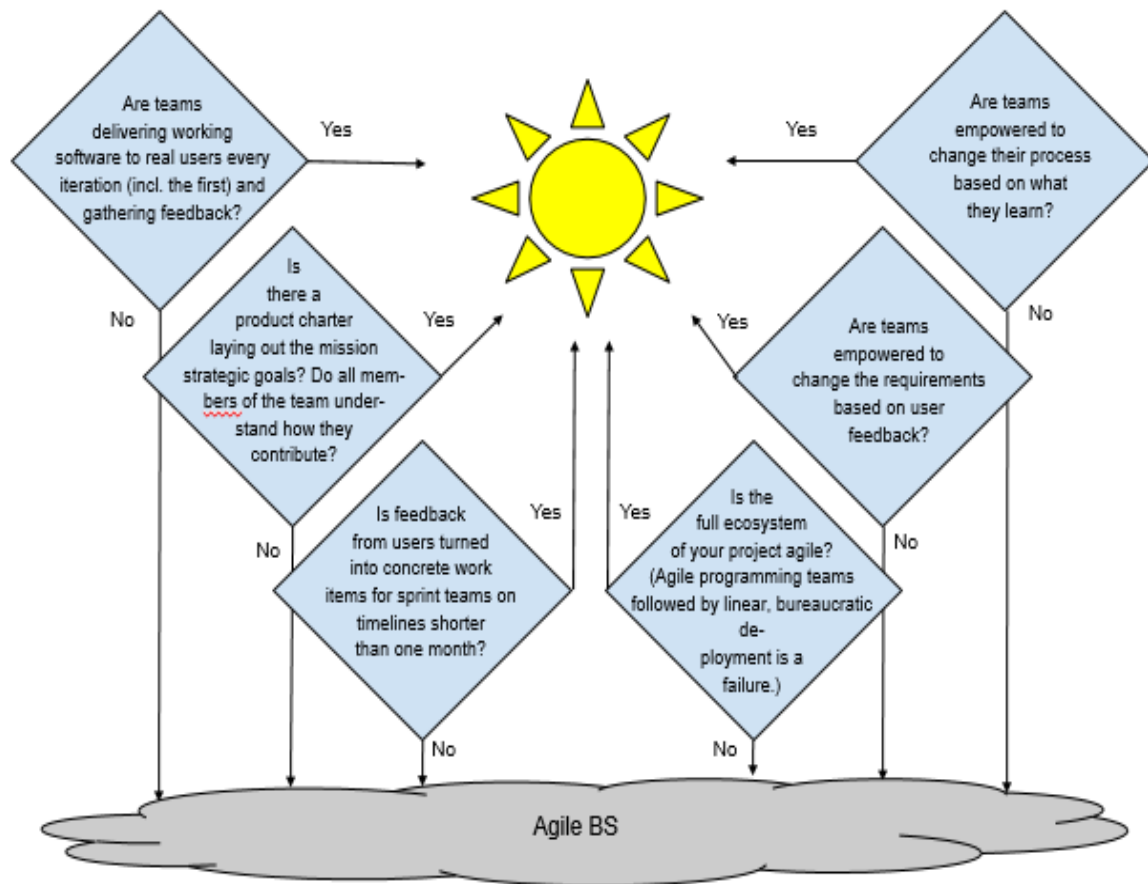 Are teams
delivering working
software to real users every
iteration (incl. the first) and
gathering feedback?
Yes
No
Is
there a
product charter
laying out the mission
strategic goals? Do all mem-
bers of the team under-
stand how they
contribute?
Yes
No
Is feedback
from users turned
into concrete work
items for sprint teams on
timelines shorter
than one month?
Yes
No
Are teams
empowered to
change their process
based on what
they learn?
Yes
No
Are teams
empowered to
change the requirements
based on user
feedback?
Yes
No
Is the
full ecosystem
of your project agile?
(Agile programming teams
followed by linear, bureaucratic
de-
ployment is a
failure.)
Yes
No
Agile BS